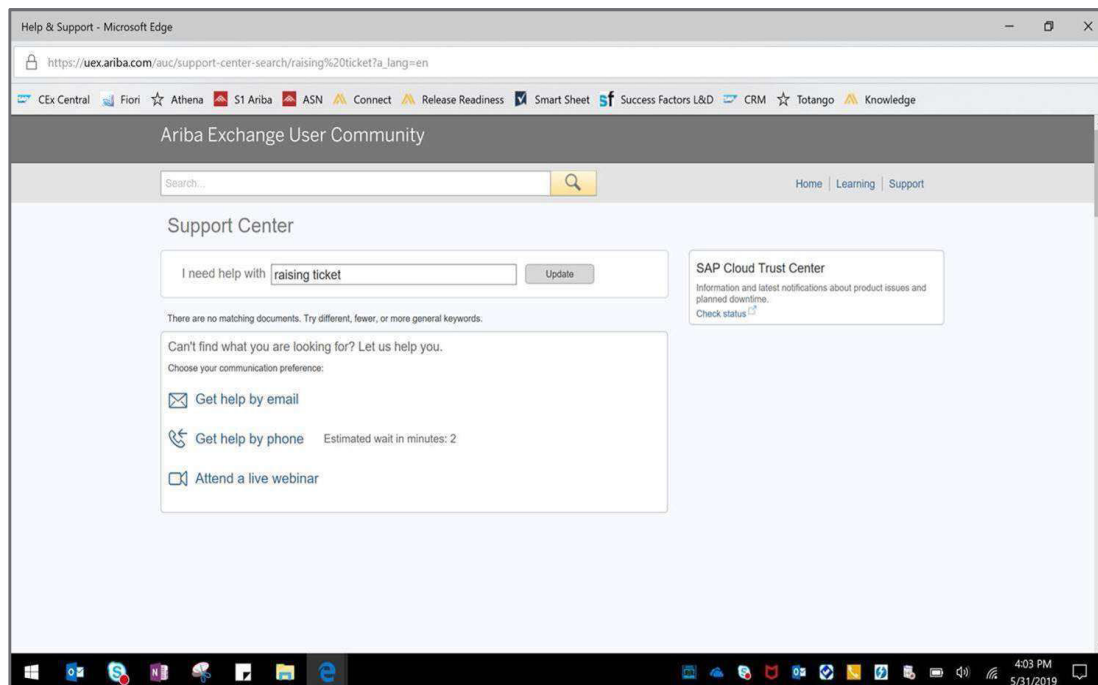 Help & Support - Microsoft Edge
https://uex.ariba.com/auc/support-center-search/raising%20ticket?a_lang=en
CEx Central Fiori Athena S1 Ariba ASN Connect Release Readiness Smart Sheet Sf Success Factors L&D CRM Totango Knowledge
Ariba Exchange User Community
Search...
Home | Learning | Support
Support Center
I need help with raising ticket Update
There are no matching documents. Try different, fewer, or more general keywords.
Can't find what you are looking for? Let us help you.
Choose your communication preference:
Get help by email
Get help by phone Estimated wait in minutes: 2
Attend a live webinar
SAP Cloud Trust Center
Information and latest notifications about product issues and
planned downtime.
Check status
4:03 PM
5/31/2019